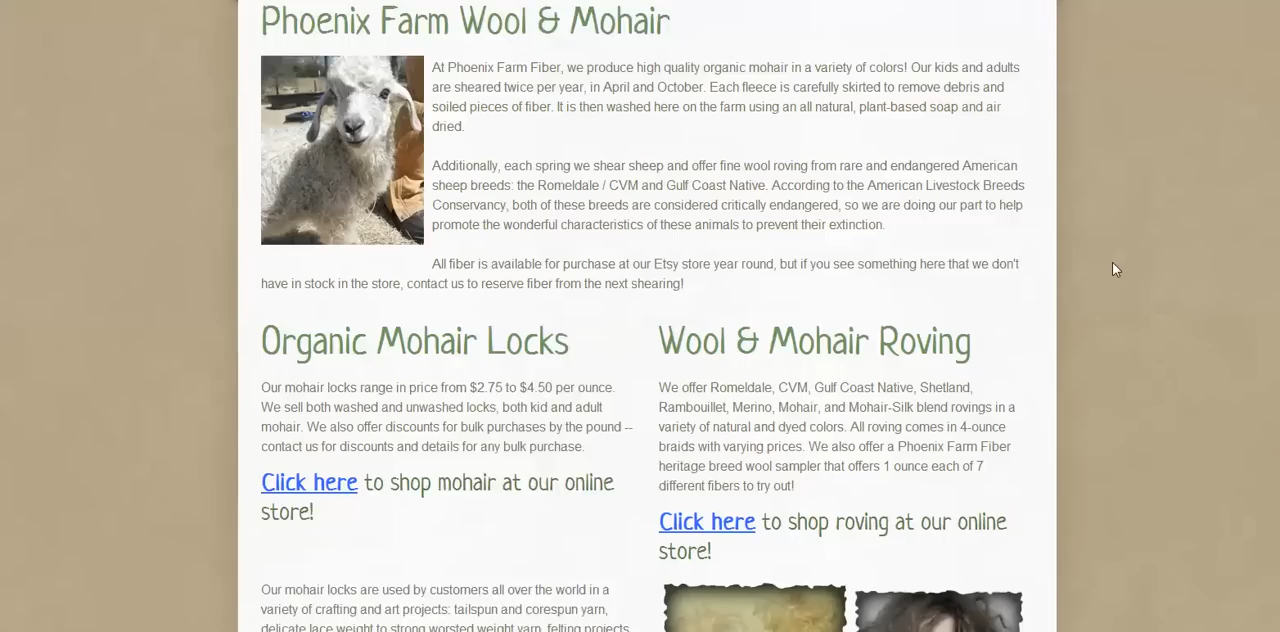 Phoenix Farm Wool & Mohair
At Phoenix Farm Fiber, we produce high quality organic mohair in a variety of colors! Our kids and adults
are sheared twice per year, in April and October. Each fleece is carefully skirted to remove debris and
soiled pieces of fiber. It is then washed here on the farm using an all natural, plant-based soap and air
dried.
Additionally, each spring we shear sheep and offer fine wool roving from rare and endangered American
sheep breeds: the Romeldale / CVM and Gulf Coast Native. According to the American Livestock Breeds
Conservancy, both of these breeds are considered critically endangered, so we are doing our part to help
promote the wonderful characteristics of these animals to prevent their extinction.
All fiber is available for purchase at our Etsy store year round, but if you see something here that we don't
have in stock in the store, contact us to reserve fiber from the next shearing!
Organic Mohair Locks
Our mohair locks range in price from $2.75 to $4.50 per ounce.
We sell both washed and unwashed locks, both kid and adult
mohair. We also offer discounts for bulk purchases by the pound --
contact us for discounts and details for any bulk purchase.
Click here to shop mohair at our online
store!
Our mohair locks are used by customers all over the world in a
variety of crafting and art projects: tailspun and corespun yarn,
delicate lace weight to strong worsted weight yarn, felting projects
Wool & Mohair Roving
We offer Romeldale, CVM, Gulf Coast Native, Shetland,
Rambouillet, Merino, Mohair, and Mohair-Silk blend rovings in a
variety of natural and dyed colors. All roving comes in 4-ounce
braids with varying prices. We also offer a Phoenix Farm Fiber
heritage breed wool sampler that offers 1 ounce each of 7
different fibers to try out!
Click here to shop roving at our online
store!